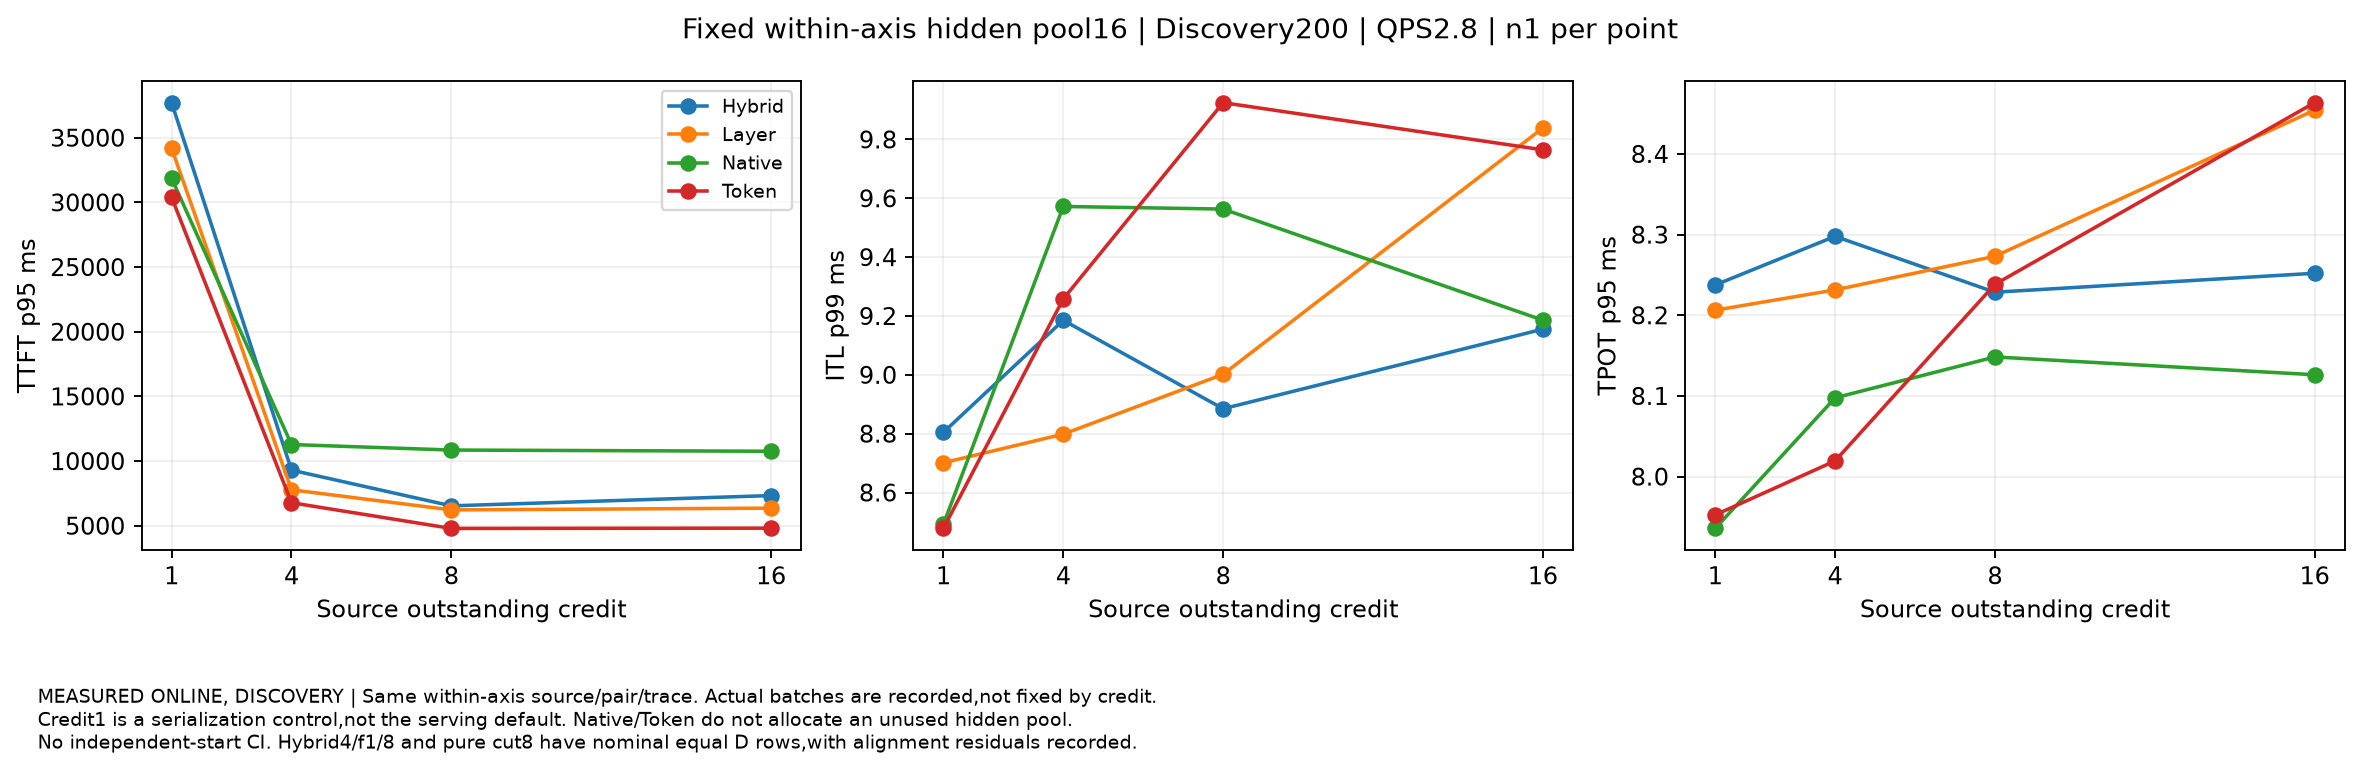 Fixed within-axis hidden pool16 | Discovery200 | QPS2.8 | n1 per point
TTFT p95 ms
35000
30000
25000
20000
15000
10000
5000
1
4
8
16
Source outstanding credit
Hybrid
Layer
Native
Token
ITL p99 ms
9.8
9.6
9.4
9.2
9.0
8.8
8.6
1
4
8
16
Source outstanding credit
TPOT p95 ms
8.4
8.3
8.2
8.1
8.0
1
4
8
16
Source outstanding credit
MEASURED ONLINE, DISCOVERY | Same within-axis source/pair/trace. Actual batches are recorded,not fixed by credit.
Credit1 is a serialization control,not the serving default. Native/Token do not allocate an unused hidden pool.
No independent-start CI. Hybrid4/f1/8 and pure cut8 have nominal equal D rows,with alignment residuals recorded.